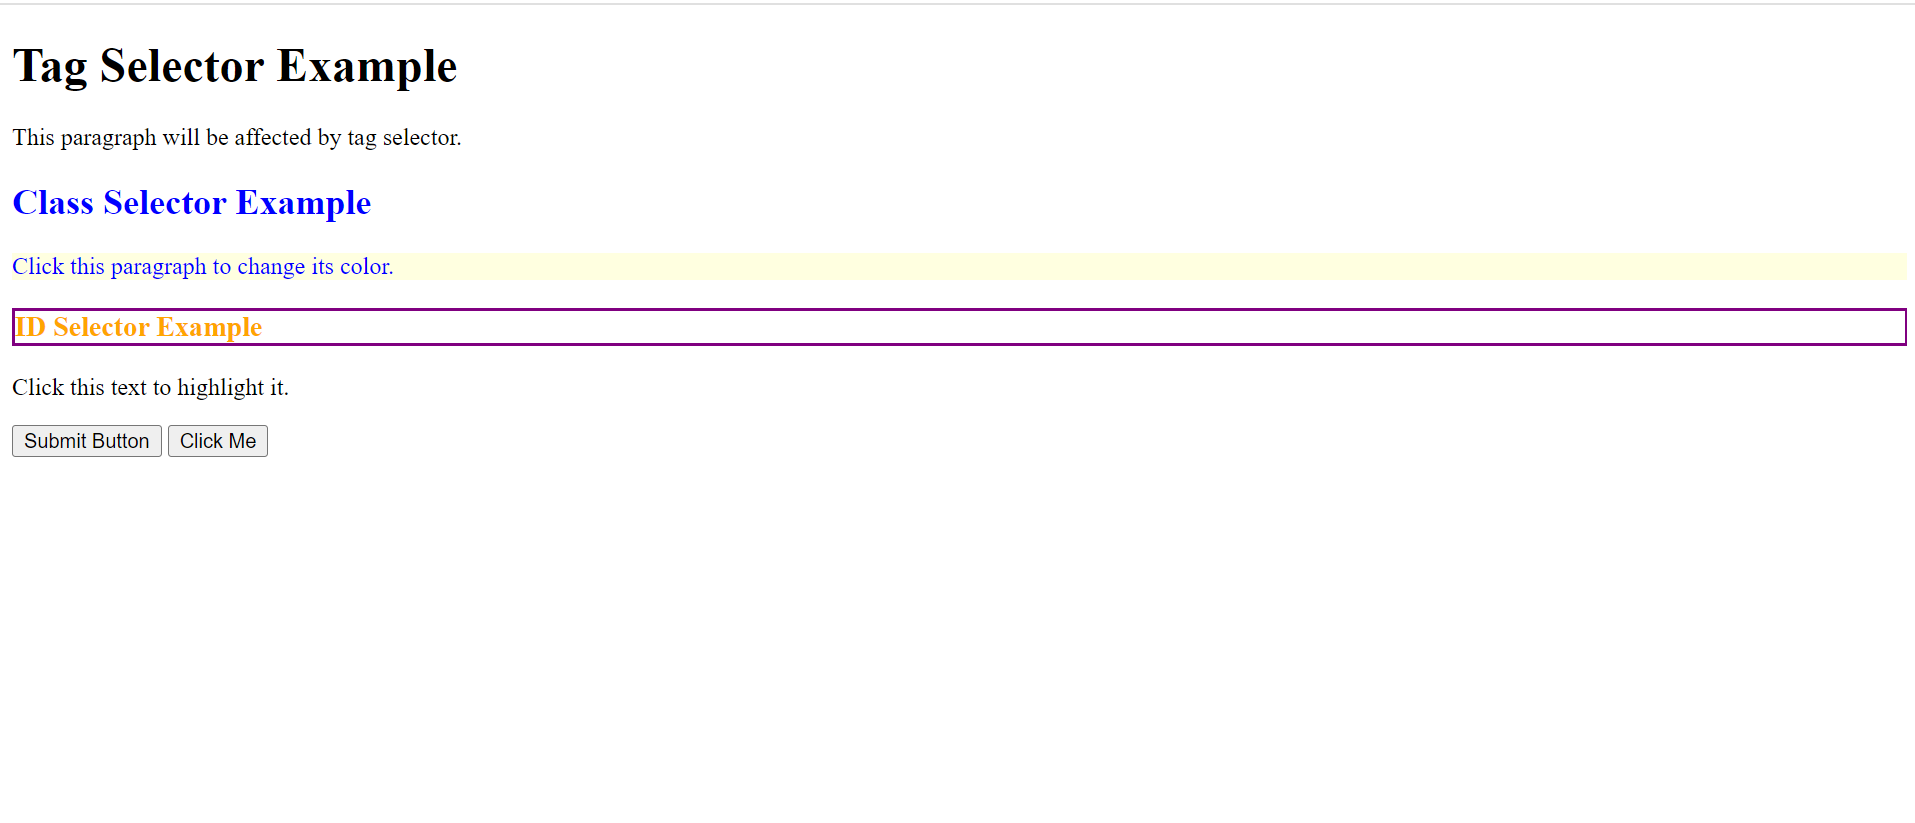 Tag Selector Example
This paragraph will be affected by tag selector.
Class Selector Example
Click this paragraph to change its color.
ID Selector Example
Click this text to highlight it.
Submit Button Click Me